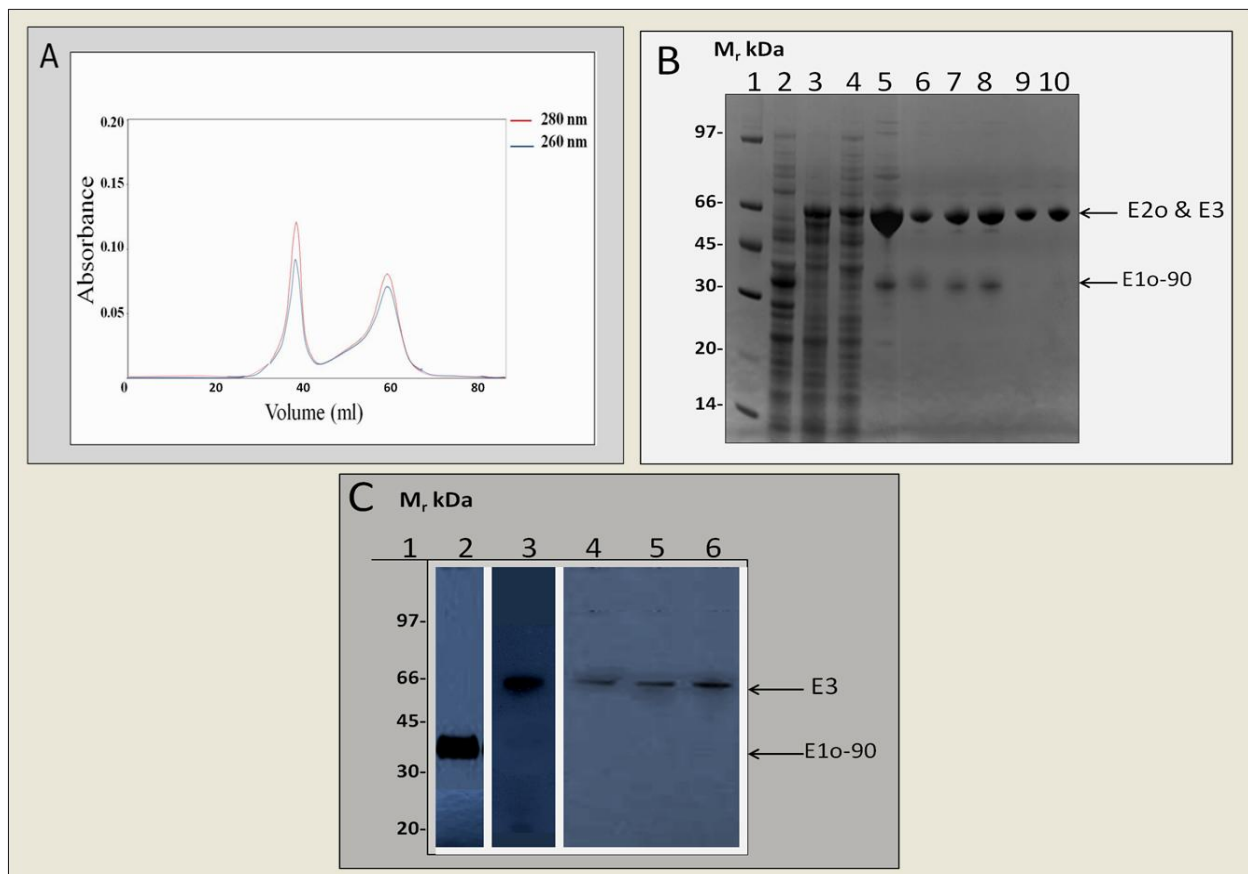 A
280 nm
260 nm
0.20
0.15
0.10
0.05
0 20 40 60 80
Absorbance
Volume (ml)
B
Mr kDa
1 2 3 4 5 6 7 8 9 10
97-
66-
45-
30-
20-
14-
E2o & E3
E1o-90
C
Mr kDa
1 2 3 4 5 6
97-
66-
45-
30-
20-
E3
E1o-90